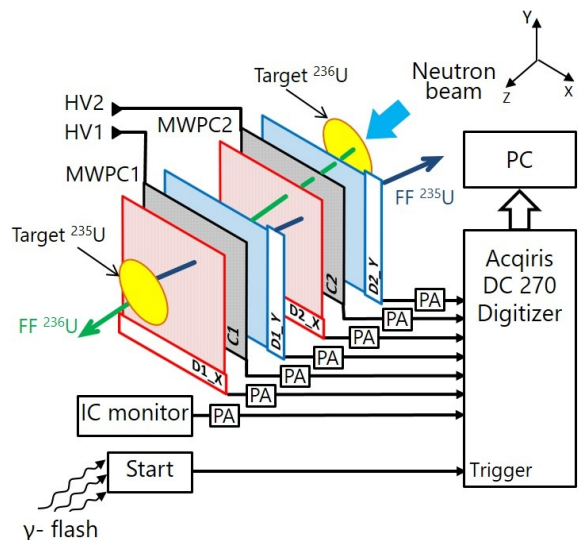 Y
X
Z
Target ²³⁶U
Neutron
beam
HV2
HV1
MWPC2
MWPC1
FF ²³⁵U
PC
Target ²³⁵U
FF ²³⁶U
C1
D1_Y
D1_X
C2
D2_Y
D2_X
Acqiris
DC 270
Digitizer
PA
PA
PA
PA
PA
PA
IC monitor
PA
Start
Trigger
γ- flash